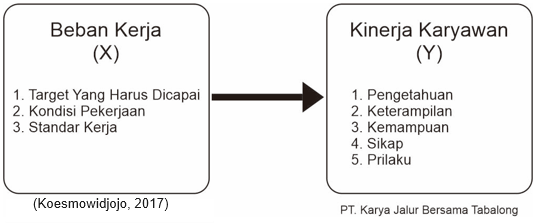 Beban Kerja
(X)
1. Target Yang Harus Dicapai
2. Kondisi Pekerjaan
3. Standar Kerja
(Koesmowidjojo, 2017)
Kinerja Karyawan
(Y)
1. Pengetahuan
2. Keterampilan
3. Kemampuan
4. Sikap
5. Prilaku
PT. Karya Jalur Bersama Tabalong